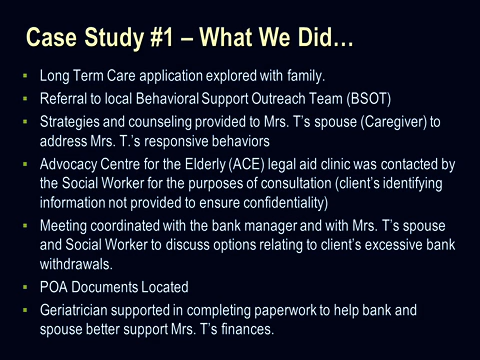 Case Study #1 – What We Did…
▪ Long Term Care application explored with family.
▪ Referral to local Behavioral Support Outreach Team (BSOT)
▪ Strategies and counseling provided to Mrs. T's spouse (Caregiver) to
address Mrs. T.'s responsive behaviors
▪ Advocacy Centre for the Elderly (ACE) legal aid clinic was contacted by
the Social Worker for the purposes of consultation (client's identifying
information not provided to ensure confidentiality)
▪ Meeting coordinated with the bank manager and with Mrs. T's spouse
and Social Worker to discuss options relating to client's excessive bank
withdrawals.
▪ POA Documents Located
▪ Geriatrician supported in completing paperwork to help bank and
spouse better support Mrs. T's finances.